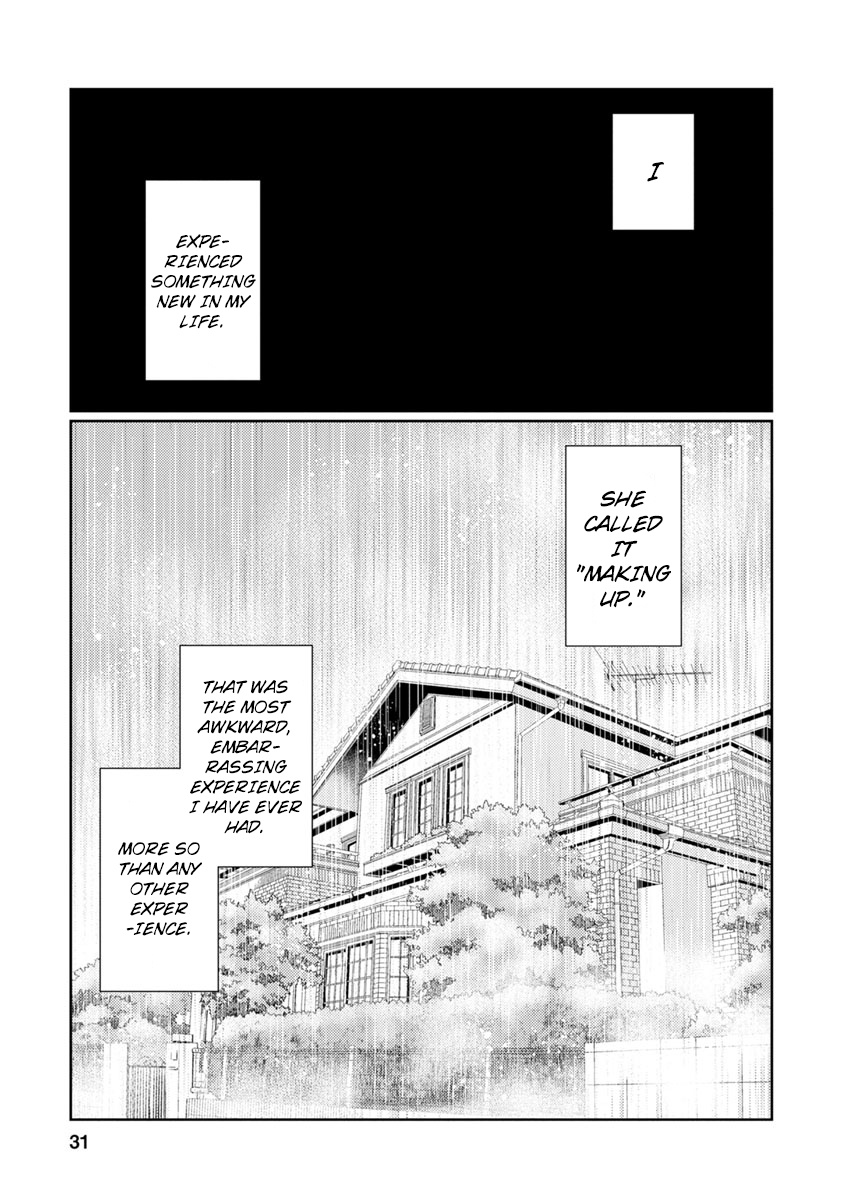 I
EXPE-
RIENCED
SOMETHING
NEW IN MY
LIFE.
SHE
CALLED
IT
"MAKING
UP."
THAT WAS
THE MOST
AWKWARD,
EMBAR-
RASSING
EXPERIENCE
I HAVE EVER
HAD.
MORE SO
THAN ANY
OTHER
EXPER
-IENCE.
31